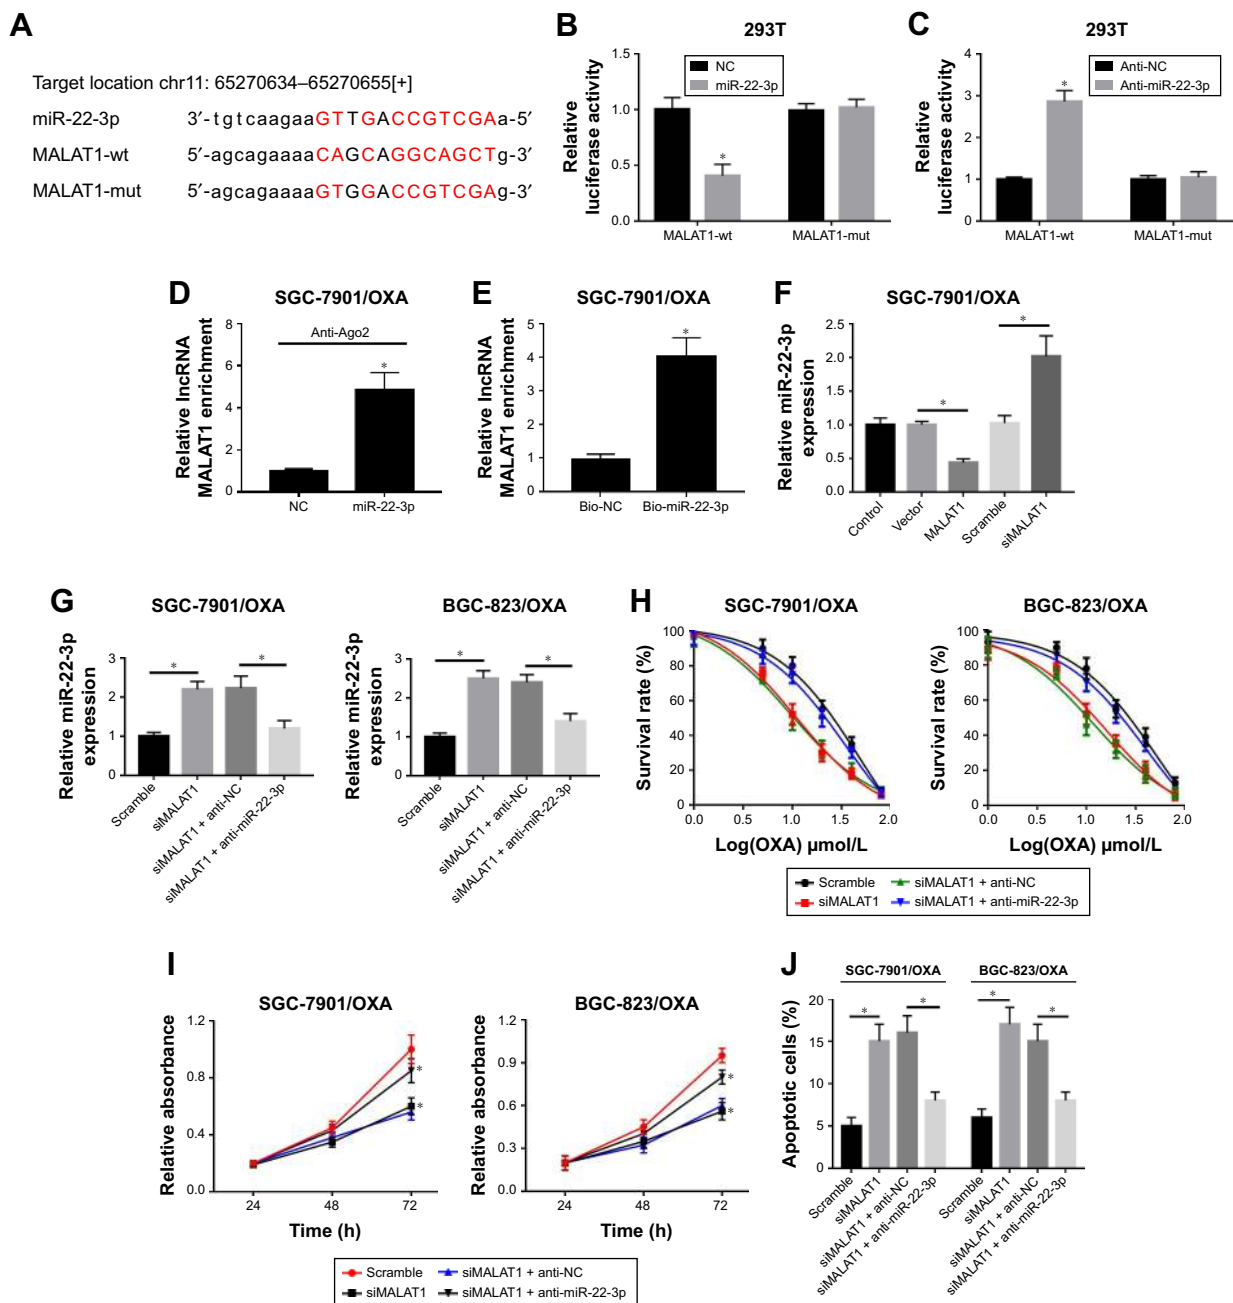 A
Target location chr11: 65270634–65270655[+]
miR-22-3p 3′-tgtcaagaaGTTGACCGTCGAa-5′
MALAT1-wt 5′-agcagaaaaCAGCAGGCAGCTg-3′
MALAT1-mut 5′-agcagaaaaGTGGACCGTCGAg-3′
B
293T
Relative luciferase activity
1.5
1.0
0.5
0.0
NC
miR-22-3p
*
MALAT1-wt MALAT1-mut
C
293T
Relative luciferase activity
4
3
2
1
0
Anti-NC
Anti-miR-22-3p
*
MALAT1-wt MALAT1-mut
D
SGC-7901/OXA
Relative lncRNA MALAT1 enrichment
8
6
4
2
0
Anti-Ago2
*
NC miR-22-3p
E
SGC-7901/OXA
Relative lncRNA MALAT1 enrichment
5
4
3
2
1
0
*
Bio-NC Bio-miR-22-3p
F
SGC-7901/OXA
Relative miR-22-3p expression
2.5
2.0
1.5
1.0
0.5
0.0
*
*
Control Vector MALAT1 Scramble siMALAT1
G
SGC-7901/OXA
Relative miR-22-3p expression
3
2
1
0
* *
Scramble siMALAT1 siMALAT1 + anti-NC siMALAT1 + anti-miR-22-3p
BGC-823/OXA
Relative miR-22-3p expression
3
2
1
0
* *
Scramble siMALAT1 siMALAT1 + anti-NC siMALAT1 + anti-miR-22-3p
H
SGC-7901/OXA
Survival rate (%)
100
80
60
40
20
0
0.0 0.5 1.0 1.5 2.0
Log(OXA) µmol/L
BGC-823/OXA
Survival rate (%)
100
80
60
40
20
0
0.0 0.5 1.0 1.5 2.0
Log(OXA) µmol/L
Scramble siMALAT1 + anti-NC
siMALAT1 siMALAT1 + anti-miR-22-3p
I
SGC-7901/OXA
Relative absorbance
1.2
0.8
0.4
0.0
*
*
24 48 72
Time (h)
BGC-823/OXA
Relative absorbance
1.2
0.9
0.6
0.3
0.0
*
*
24 48 72
Time (h)
Scramble siMALAT1 + anti-NC
siMALAT1 siMALAT1 + anti-miR-22-3p
J
SGC-7901/OXA BGC-823/OXA
Apoptotic cells (%)
20
15
10
5
0
* * * *
Scramble siMALAT1 siMALAT1 + anti-NC siMALAT1 + anti-miR-22-3p
Scramble siMALAT1 siMALAT1 + anti-NC siMALAT1 + anti-miR-22-3p